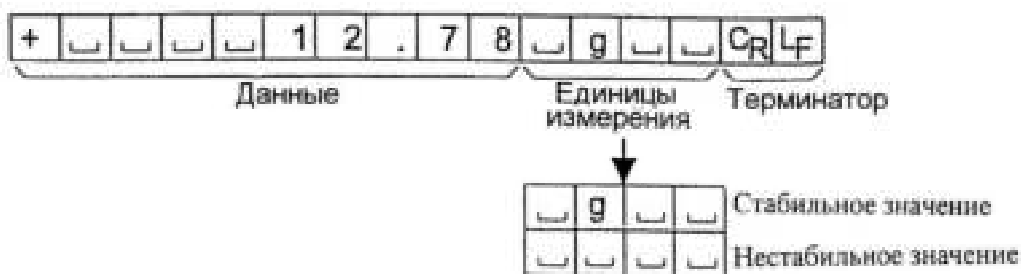 + ␣ ␣ ␣ ␣ 1 2 . 7 8 ␣ g ␣ ␣ CR LF
Данные Единицы измерения Терминатор
␣ g ␣ ␣ Стабильное значение
␣ ␣ ␣ ␣ Нестабильное значение